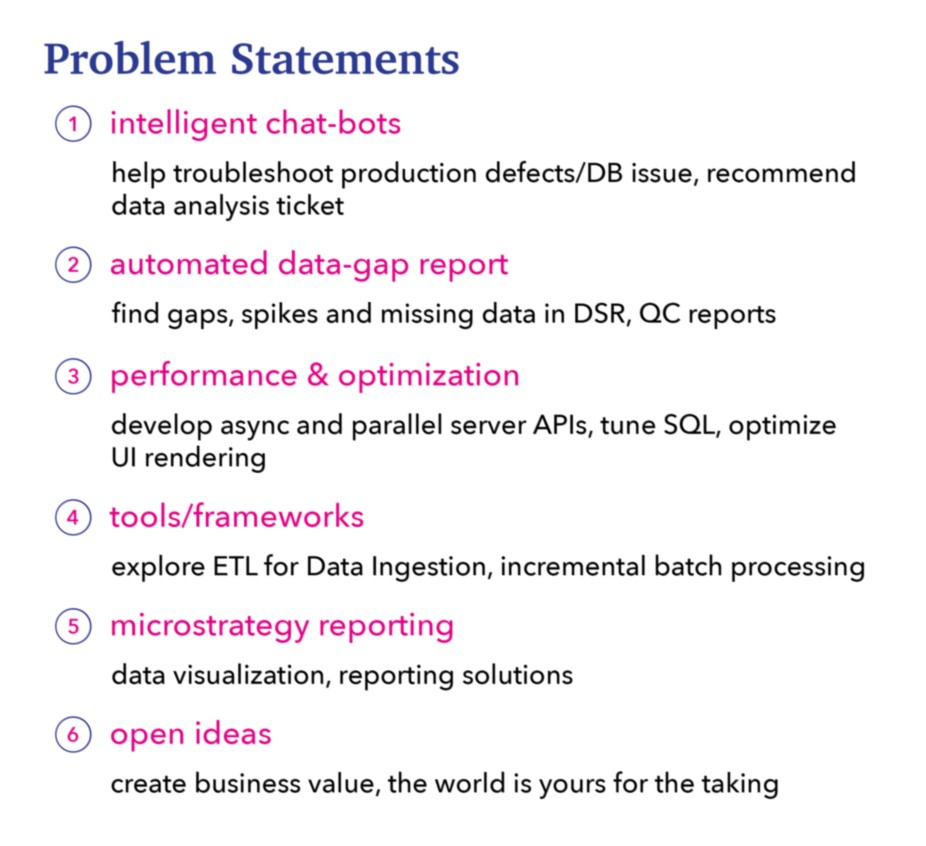 Problem Statements
1 intelligent chat-bots
help troubleshoot production defects/DB issue, recommend
data analysis ticket
2 automated data-gap report
find gaps, spikes and missing data in DSR, QC reports
3 performance & optimization
develop async and parallel server APIs, tune SQL, optimize
UI rendering
4 tools/frameworks
explore ETL for Data Ingestion, incremental batch processing
5 microstrategy reporting
data visualization, reporting solutions
6 open ideas
create business value, the world is yours for the taking